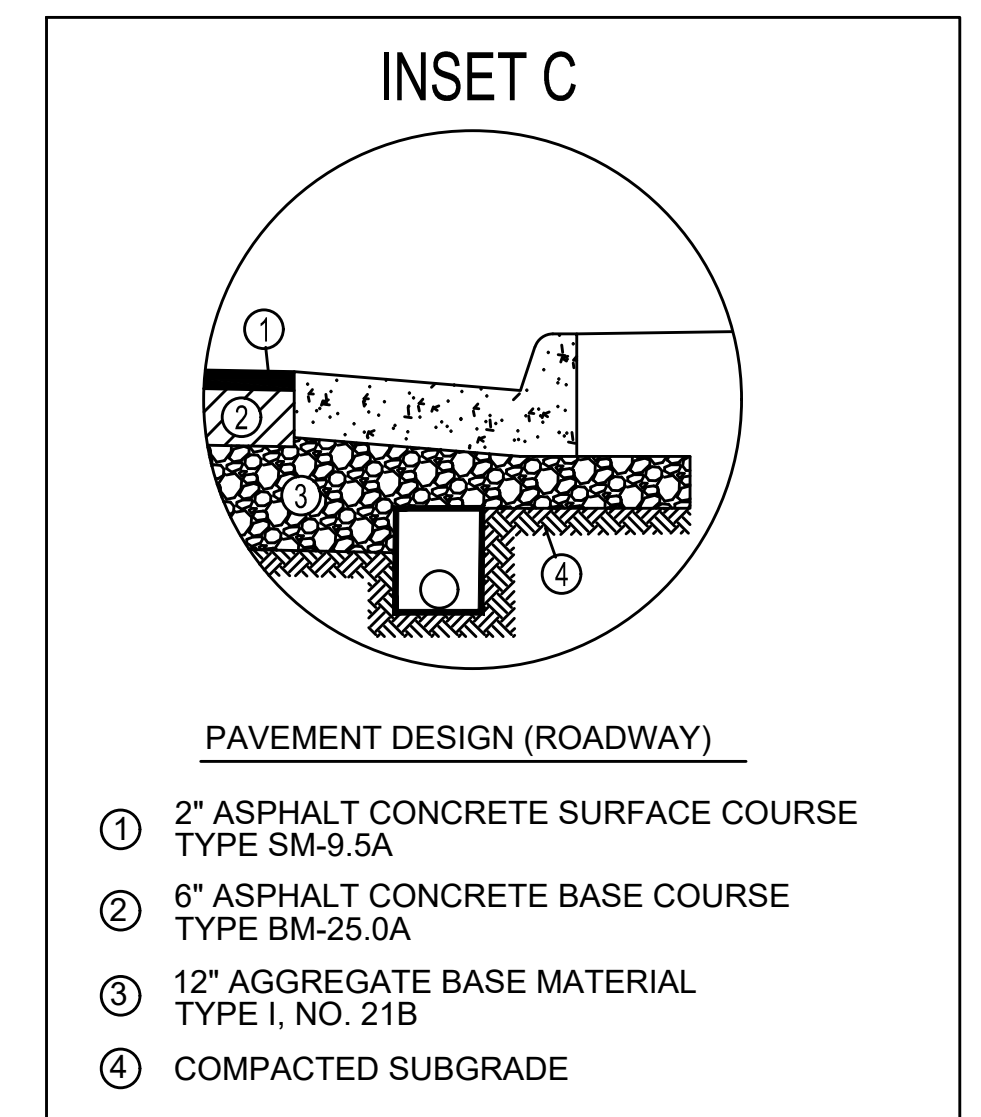 INSET C
1
2
3
4
PAVEMENT DESIGN (ROADWAY)
1 2" ASPHALT CONCRETE SURFACE COURSE
TYPE SM-9.5A
2 6" ASPHALT CONCRETE BASE COURSE
TYPE BM-25.0A
3 12" AGGREGATE BASE MATERIAL
TYPE I, NO. 21B
4 COMPACTED SUBGRADE